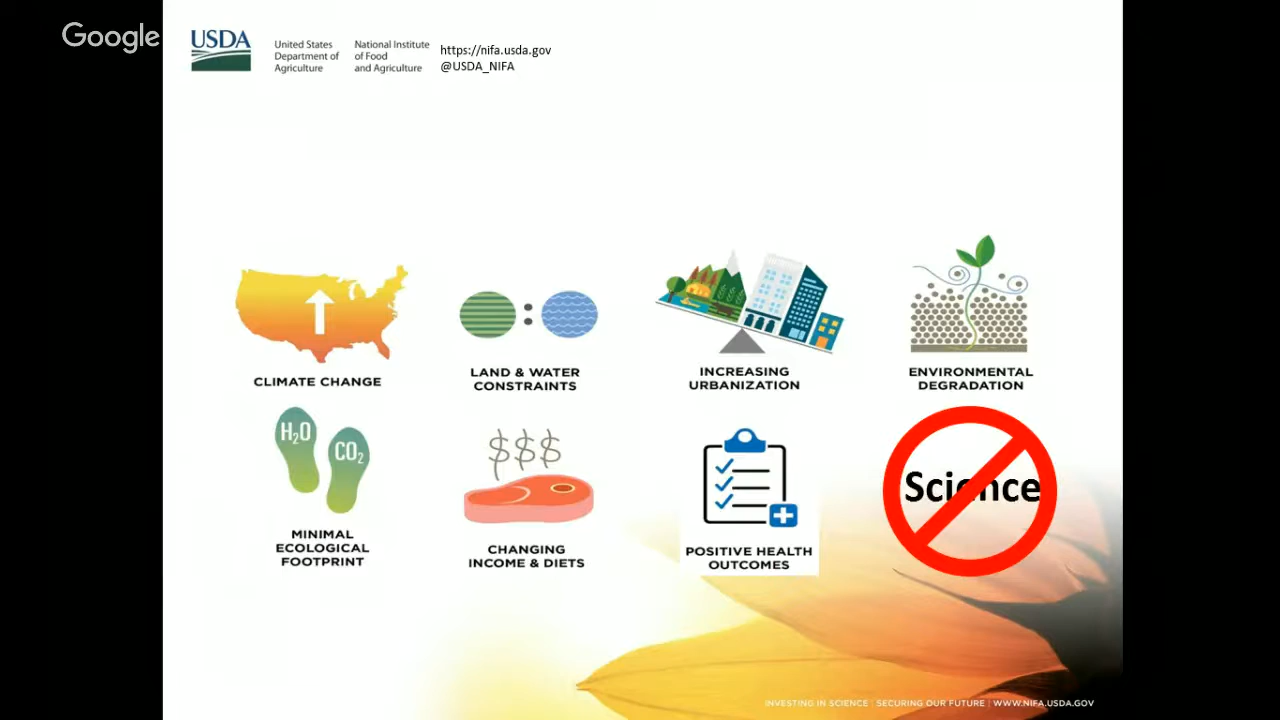 Google
USDA
United States
Department of
Agriculture
National Institute
of Food
and Agriculture
https://nifa.usda.gov
@USDA_NIFA
CLIMATE CHANGE
LAND & WATER
CONSTRAINTS
INCREASING
URBANIZATION
ENVIRONMENTAL
DEGRADATION
H2O
CO2
MINIMAL
ECOLOGICAL
FOOTPRINT
$$$
CHANGING
INCOME & DIETS
POSITIVE HEALTH
OUTCOMES
Science
INVESTING IN SCIENCE | SECURING OUR FUTURE | WWW.NIFA.USDA.GOV